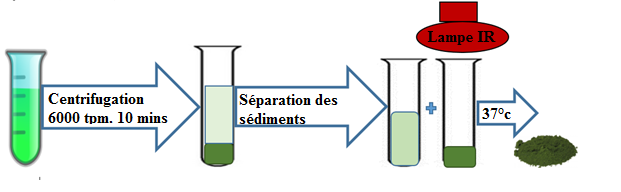 Lampe IR
Centrifugation
6000 tpm. 10 mins
Séparation des
sédiments
+
37°c